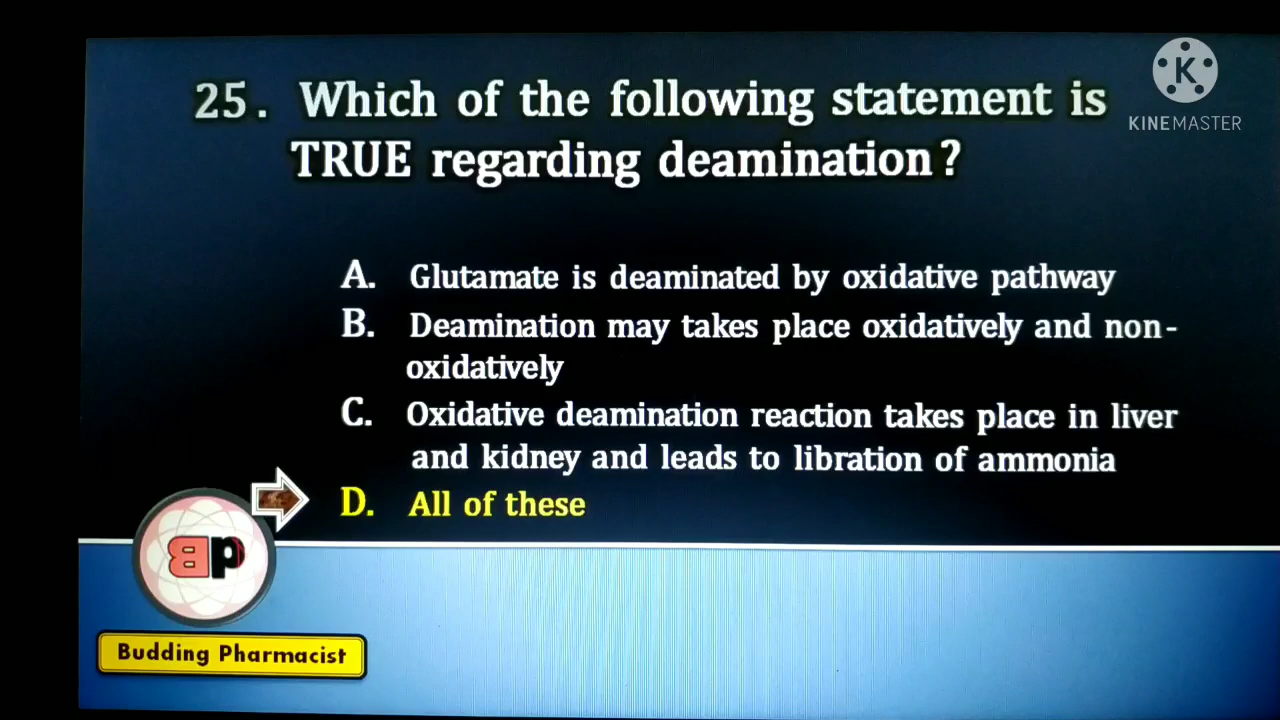 25. Which of the following statement is
TRUE regarding deamination?
K
KINEMASTER
A. Glutamate is deaminated by oxidative pathway
B. Deamination may takes place oxidatively and non-
oxidatively
C. Oxidative deamination reaction takes place in liver
and kidney and leads to libration of ammonia
D. All of these
BP
Budding Pharmacist